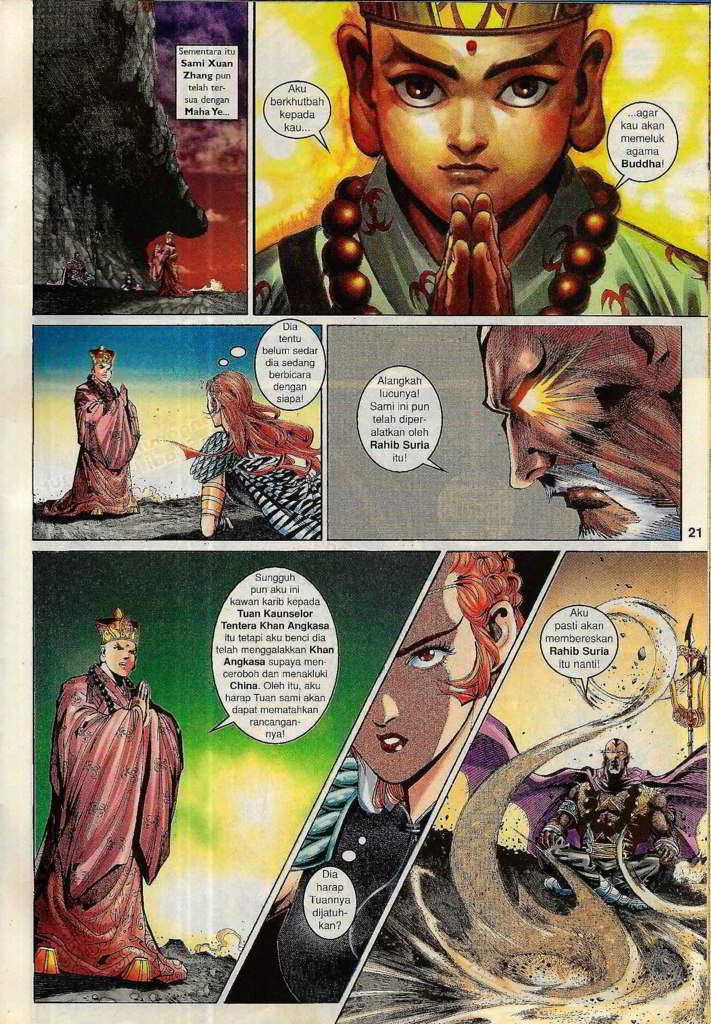 Sementara itu
Sami Xuan
Zhang pun
telah ter-
sua dengan
Maha Ye...
Aku
berkhutbah
kepada
kau...
...agar
kau akan
memeluk
agama
Buddha!
Dia
tentu
belum sedar
dia sedang
berbicara
dengan
siapa!
Alangkah
lucunya!
Sami ini pun
telah diper-
alatkan oleh
Rahib Suria
itu!
21
Sungguh
pun aku ini
kawan karib kepada
Tuan Kaunselor
Tentera Khan Angkasa
itu tetapi aku benci dia
telah menggalakkan Khan
Angkasa supaya men-
ceroboh dan menakluki
China. Oleh itu, aku
harap Tuan sami akan
dapat mematahkan
rancangan-
nya!
Dia
harap
Tuannya
dijatuh-
kan?
Aku
pasti akan
membereskan
Rahib Suria
itu nanti!